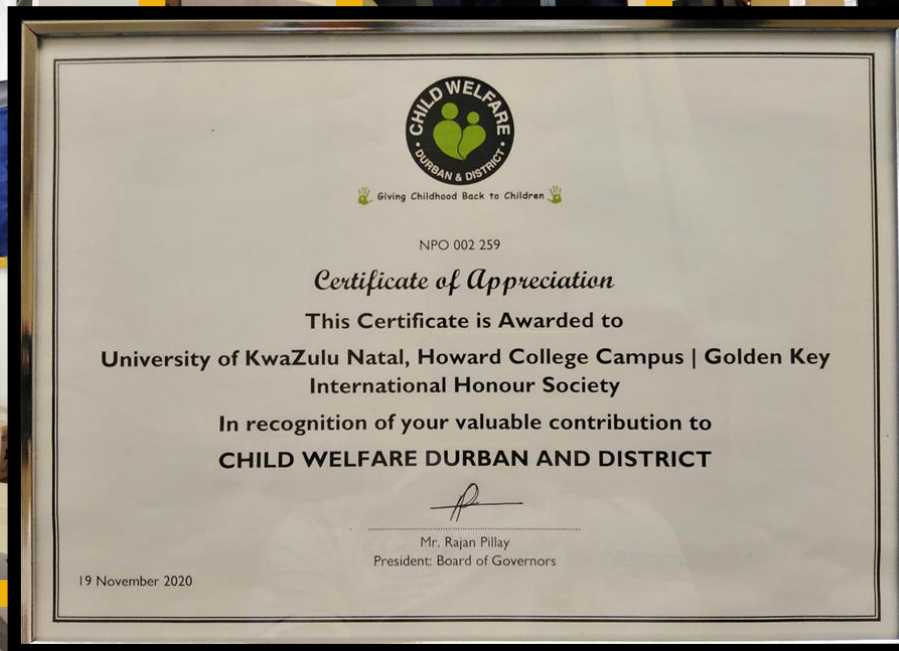 CHILD WELFARE
DURBAN & DISTRICT
Giving Childhood Back to Children
NPO 002 259
Certificate of Appreciation
This Certificate is Awarded to
University of KwaZulu Natal, Howard College Campus | Golden Key
International Honour Society
In recognition of your valuable contribution to
CHILD WELFARE DURBAN AND DISTRICT
Mr. Rajan Pillay
President: Board of Governors
19 November 2020